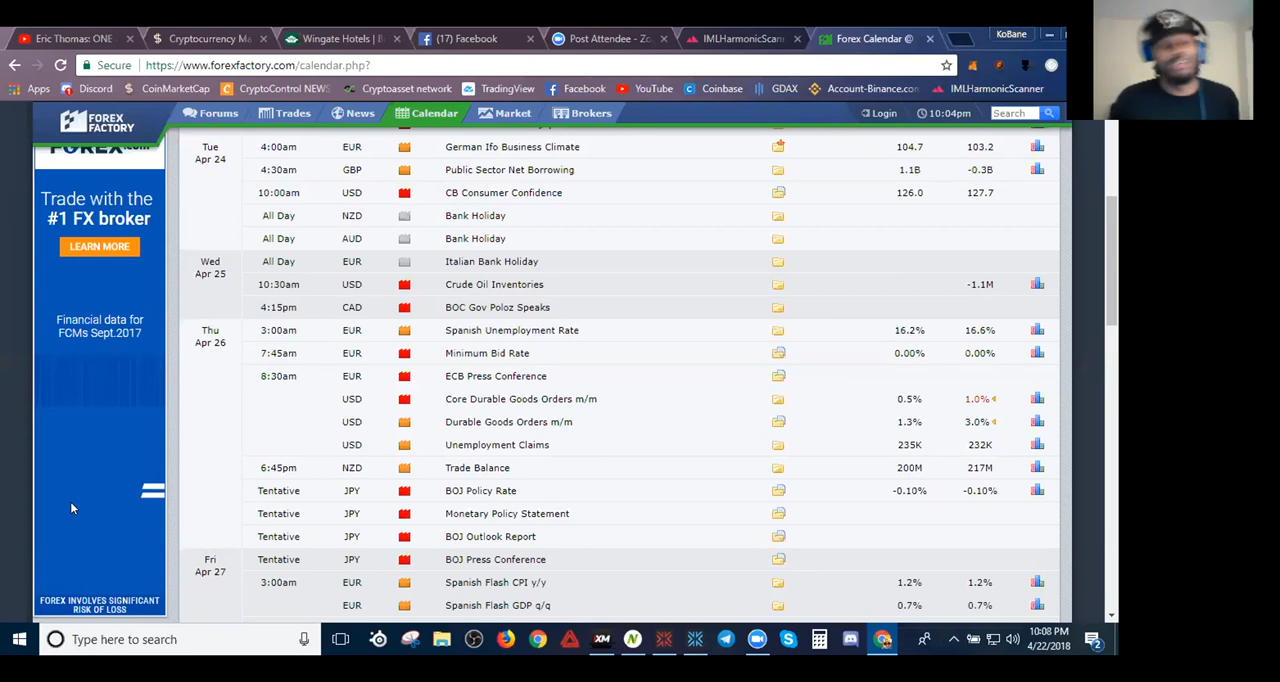 Eric Thomas: ONE
Cryptocurrency Ma
Wingate Hotels | B
(17) Facebook
Post Attendee - Zo
IMLHarmonicScan
Forex Calendar @
KoBane
Secure
https://www.forexfactory.com/calendar.php?
Apps
Discord
CoinMarketCap
CryptoControl NEWS
Cryptoasset network
TradingView
Facebook
YouTube
Coinbase
GDAX
Account-Binance.
IMLHarmonicScanner
FOREX FACTORY
Forums
Trades
News
Calendar
Market
Brokers
Login
10:04pm
Search
FOREX.com
Trade with the
#1 FX broker
LEARN MORE
Financial data for
FCMs Sept.2017
FOREX INVOLVES SIGNIFICANT
RISK OF LOSS
Tue Apr 24 4:00am EUR German Ifo Business Climate 104.7 103.2
4:30am GBP Public Sector Net Borrowing 1.1B -0.3B
10:00am USD CB Consumer Confidence 126.0 127.7
All Day NZD Bank Holiday
All Day AUD Bank Holiday
Wed Apr 25 All Day EUR Italian Bank Holiday
10:30am USD Crude Oil Inventories -1.1M
4:15pm CAD BOC Gov Poloz Speaks
Thu Apr 26 3:00am EUR Spanish Unemployment Rate 16.2% 16.6%
7:45am EUR Minimum Bid Rate 0.00% 0.00%
8:30am EUR ECB Press Conference
USD Core Durable Goods Orders m/m 0.5% 1.0%
USD Durable Goods Orders m/m 1.3% 3.0%
USD Unemployment Claims 235K 232K
6:45pm NZD Trade Balance 200M 217M
Tentative JPY BOJ Policy Rate -0.10% -0.10%
Tentative JPY Monetary Policy Statement
Tentative JPY BOJ Outlook Report
Fri Apr 27 Tentative JPY BOJ Press Conference
3:00am EUR Spanish Flash CPI y/y 1.2% 1.2%
EUR Spanish Flash GDP q/q 0.7% 0.7%
Type here to search
XM
N
10:08 PM
4/22/2018
2